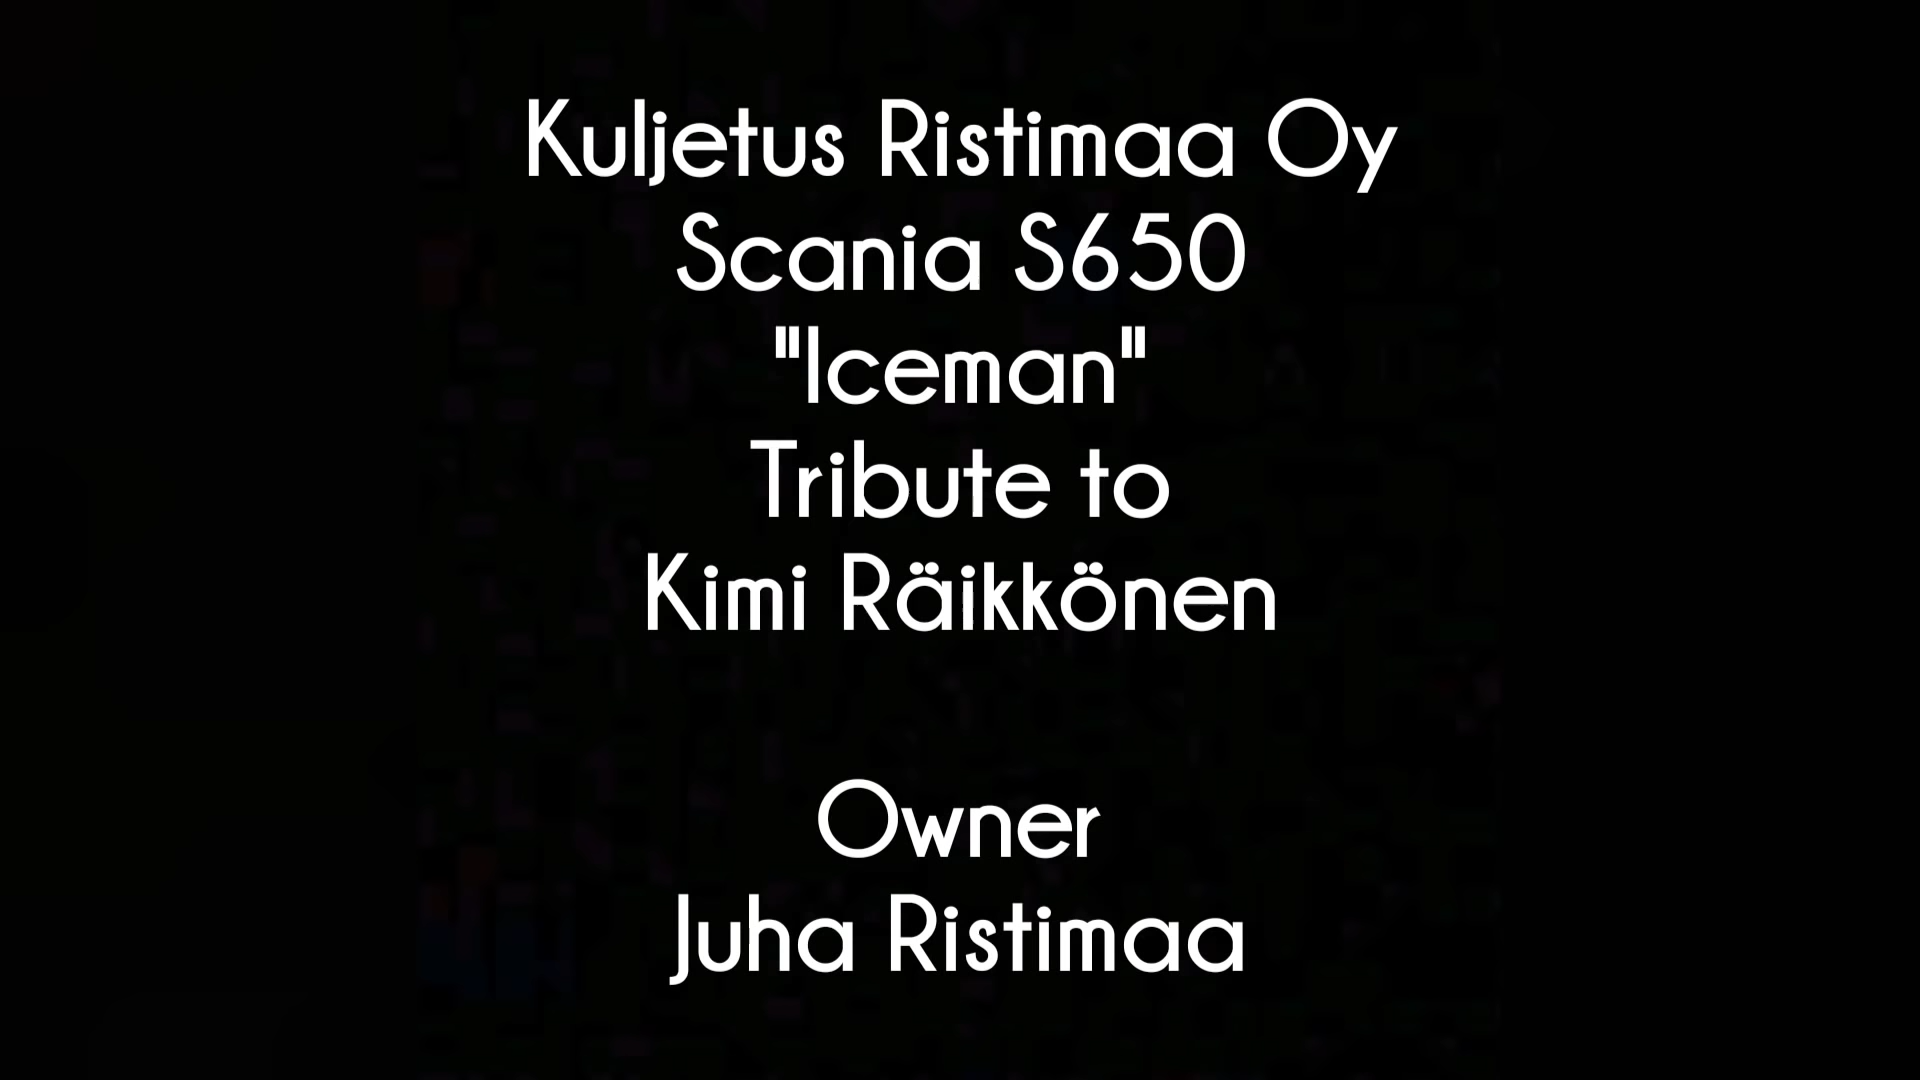 Kuljetus Ristimaa Oy
Scania S650
"Iceman"
Tribute to
Kimi Räikkönen
Owner
Juha Ristimaa